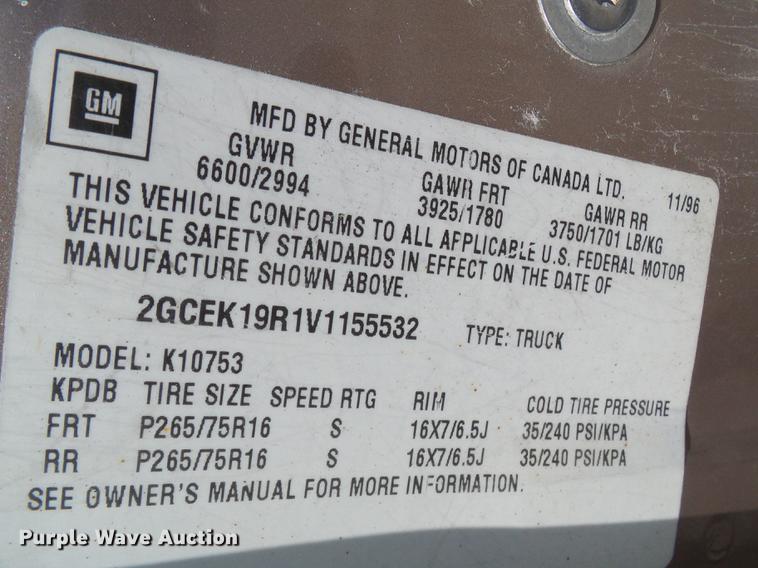 GM
MFD BY GENERAL MOTORS OF CANADA LTD. 11/96
GVWR GAWR FRT GAWR RR
6600/2994 3925/1780 3750/1701 LB/KG
THIS VEHICLE CONFORMS TO ALL APPLICABLE U.S. FEDERAL MOTOR
VEHICLE SAFETY STANDARDS IN EFFECT ON THE DATE OF
MANUFACTURE SHOWN ABOVE.
2GCEK19R1V1155532 TYPE: TRUCK
MODEL: K10753
KPDB TIRE SIZE SPEED RTG RIM COLD TIRE PRESSURE
FRT P265/75R16 S 16X7/6.5J 35/240 PSI/KPA
RR P265/75R16 S 16X7/6.5J 35/240 PSI/KPA
SEE OWNER'S MANUAL FOR MORE INFORMATION.
Purple Wave Auction